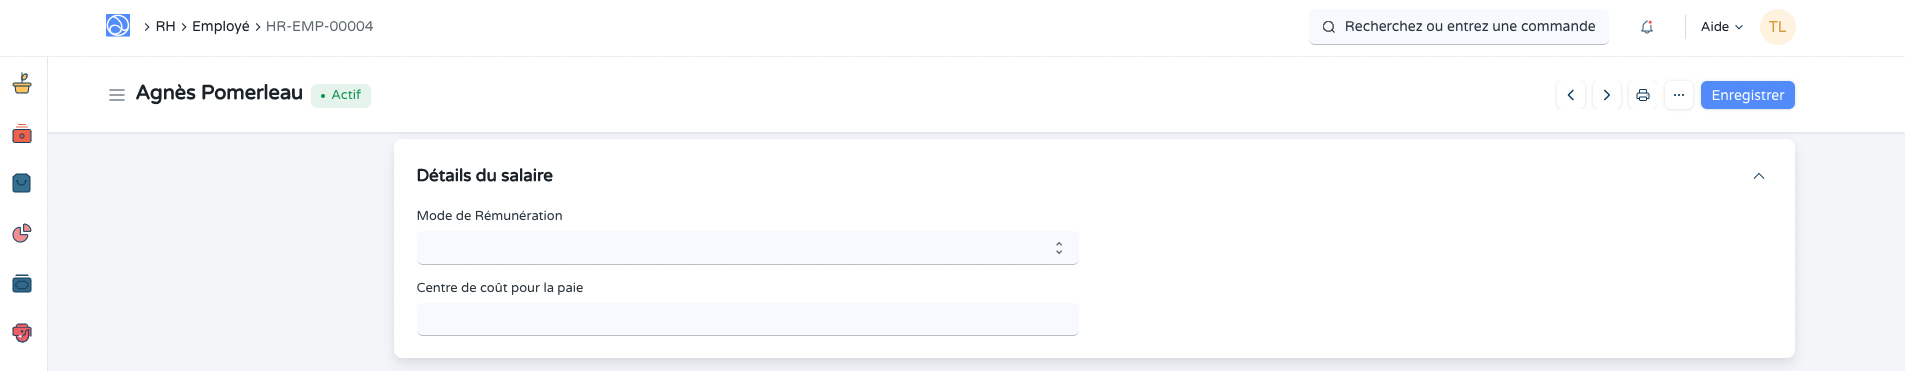 RH
Employé
HR-EMP-00004
Recherchez ou entrez une commande
Aide
TL
Agnès Pomerleau
Actif
Enregistrer
Détails du salaire
Mode de Rémunération
Centre de coût pour la paie